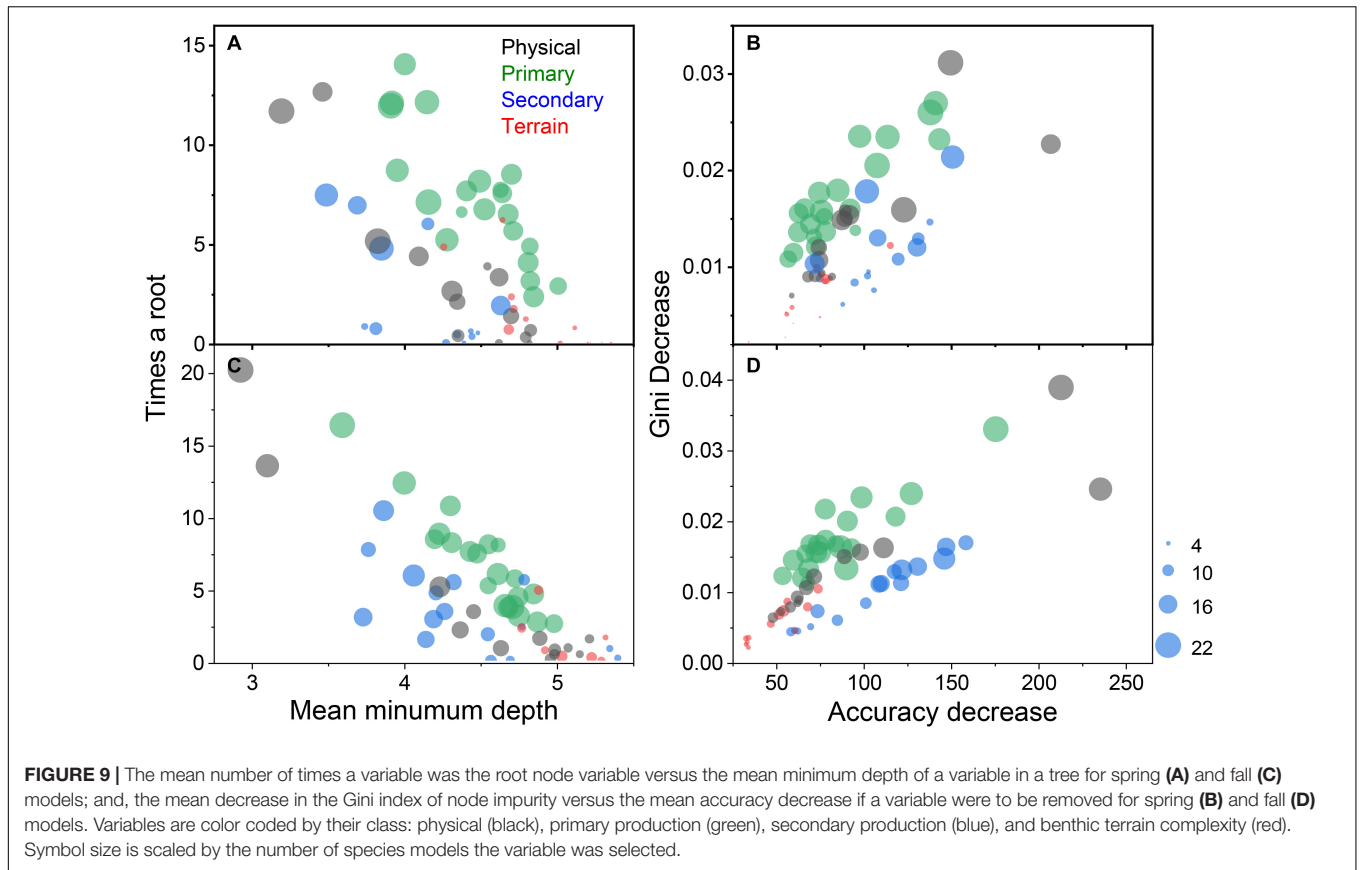 A
Physical
Primary
Secondary
Terrain
15
10
5
0
Times a root
B
0.03
0.02
0.01
Gini Decrease
C
20
15
10
5
0
3
4
5
Mean minumum depth
D
0.04
0.03
0.02
0.01
0.00
50
100
150
200
250
Accuracy decrease
4
10
16
22
FIGURE 9 | The mean number of times a variable was the root node variable versus the mean minimum depth of a variable in a tree for spring (A) and fall (C)
models; and, the mean decrease in the Gini index of node impurity versus the mean accuracy decrease if a variable were to be removed for spring (B) and fall (D)
models. Variables are color coded by their class: physical (black), primary production (green), secondary production (blue), and benthic terrain complexity (red).
Symbol size is scaled by the number of species models the variable was selected.